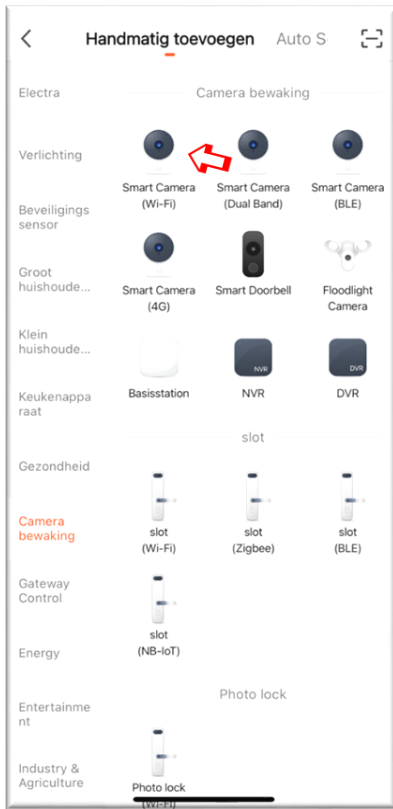 Handmatig toevoegen Auto S
Electra
Verlichting
Beveiligings
sensor
Groot
huishoude...
Klein
huishoude...
Keukenappa
raat
Gezondheid
Camera
bewaking
Gateway
Control
Energy
Entertainme
nt
Industry &
Agriculture
Camera bewaking
Smart Camera
(Wi-Fi)
Smart Camera
(Dual Band)
Smart Camera
(BLE)
Smart Camera
(4G)
Smart Doorbell
Floodlight
Camera
Basisstation
NVR
NVR
DVR
DVR
slot
slot
(Wi-Fi)
slot
(Zigbee)
slot
(BLE)
slot
(NB-IoT)
Photo lock
Photo lock
(Wi-Fi)